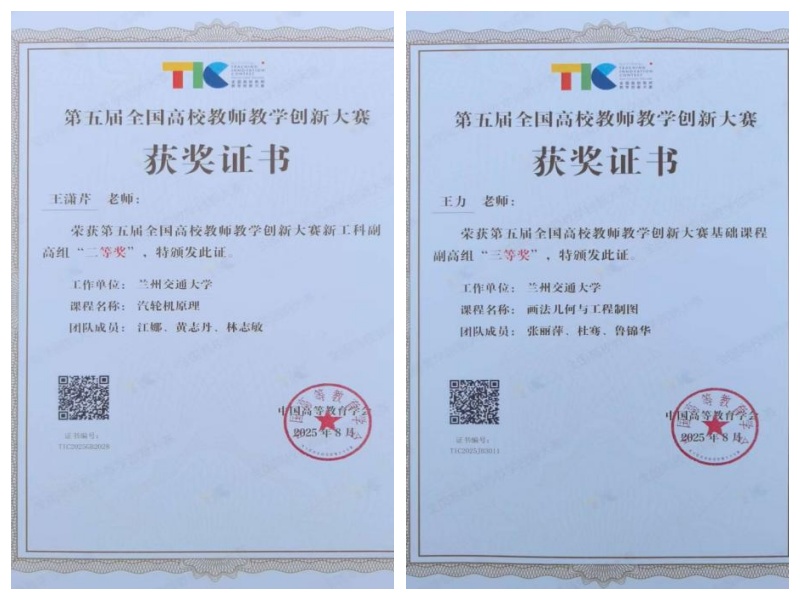 TIC
第五届全国高校教师教学创新大赛
获奖证书
王潇芹 老师：
荣获第五届全国高校教师教学创新大赛新工科副
高组“二等奖”，特颁发此证。
工作单位： 兰州交通大学
课程名称： 汽轮机原理
团队成员： 江娜、黄志丹、林志敏
中国高等教育学会
2025 年 8 月
证书编号：
TIC
第五届全国高校教师教学创新大赛
获奖证书
王力 老师：
荣获第五届全国高校教师教学创新大赛基础课程
副高组“三等奖”，特颁发此证。
工作单位： 兰州交通大学
课程名称： 画法几何与工程制图
团队成员： 张丽萍、杜骞、鲁锦华
中国高等教育学会
2025 年 8 月
证书编号：